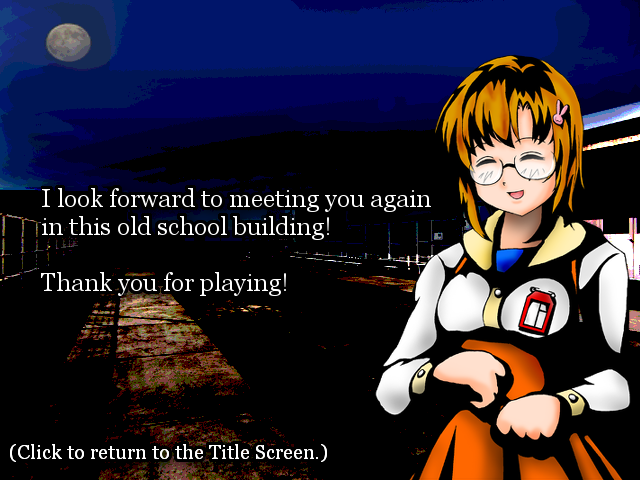 I look forward to meeting you again
in this old school building!
Thank you for playing!
(Click to return to the Title Screen.)